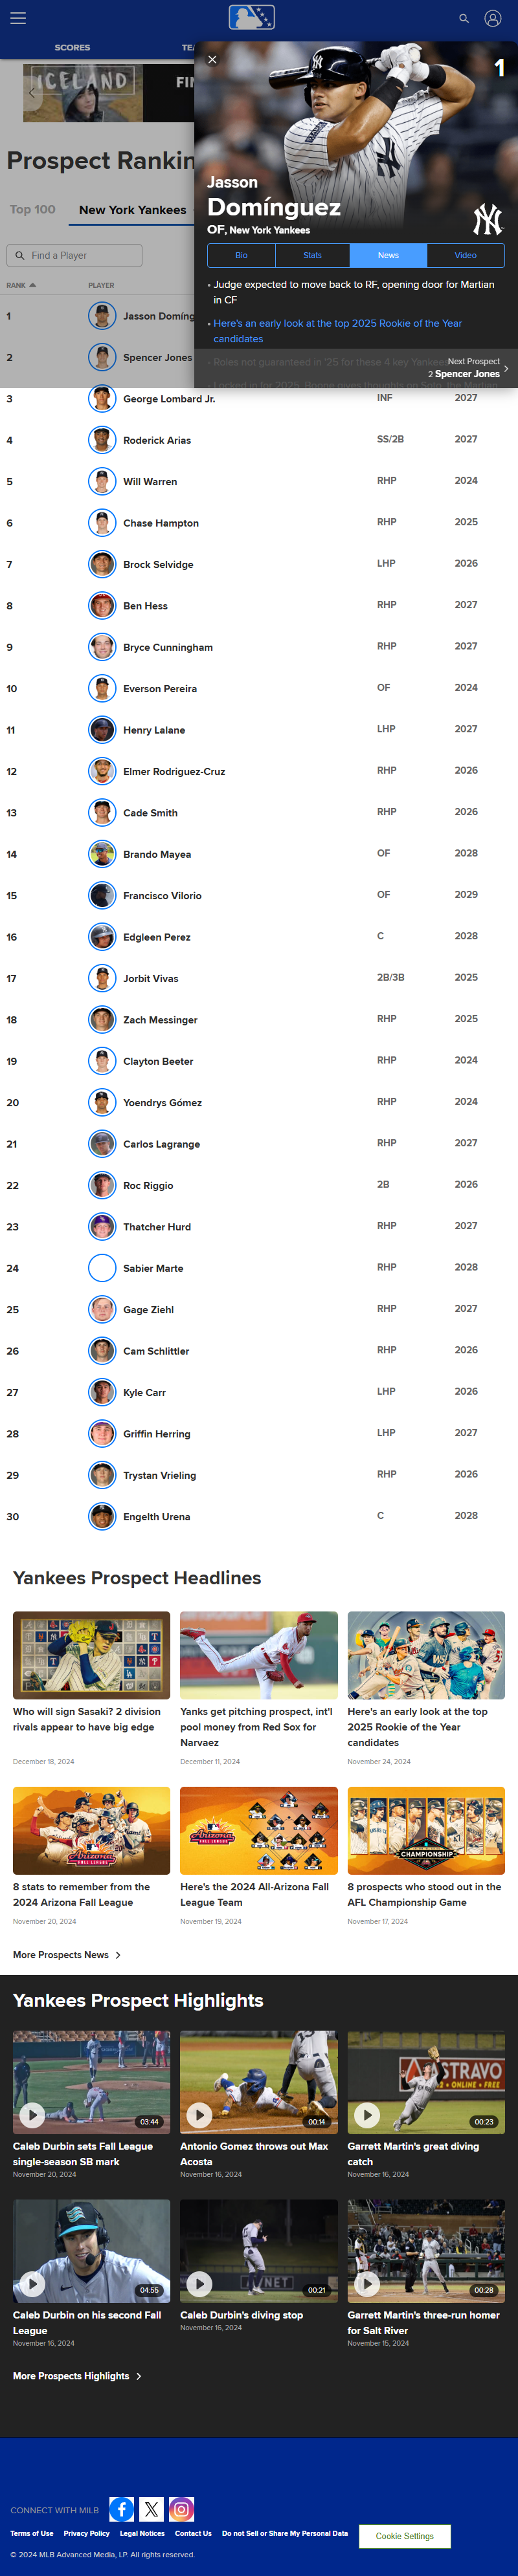 SCORES
ICELAND
1
Prospect Rankin
Jasson
Domínguez
OF, New York Yankees
Top 100
New York Yankees
Bio
Stats
News
Video
Find a Player
• Judge expected to move back to RF, opening door for Martian
in CF
RANK
PLAYER
1
Jasson Doming
• Here's an early look at the top 2025 Rookie of the Year
candidates
2
Spencer Jones
• Roles not guaranteed in '25 for these 4 key Yankees
Next Prospect
2 Spencer Jones
3
George Lombard Jr.
INF
2027
4
Roderick Arias
SS/2B
2027
5
Will Warren
RHP
2024
6
Chase Hampton
RHP
2025
7
Brock Selvidge
LHP
2026
8
Ben Hess
RHP
2027
9
Bryce Cunningham
RHP
2027
10
Everson Pereira
OF
2024
11
Henry Lalane
LHP
2027
12
Elmer Rodriguez-Cruz
RHP
2026
13
Cade Smith
RHP
2026
14
Brando Mayea
OF
2028
15
Francisco Vilorio
OF
2029
16
Edgleen Perez
C
2028
17
Jorbit Vivas
2B/3B
2025
18
Zach Messinger
RHP
2025
19
Clayton Beeter
RHP
2024
20
Yoendrys Gómez
RHP
2024
21
Carlos Lagrange
RHP
2027
22
Roc Riggio
2B
2026
23
Thatcher Hurd
RHP
2027
24
Sabier Marte
RHP
2028
25
Gage Ziehl
RHP
2027
26
Cam Schlittler
RHP
2026
27
Kyle Carr
LHP
2026
28
Griffin Herring
LHP
2027
29
Trystan Vrieling
RHP
2026
30
Engelth Urena
C
2028
Yankees Prospect Headlines
Who will sign Sasaki? 2 division
rivals appear to have big edge
December 18, 2024
Yanks get pitching prospect, int'l
pool money from Red Sox for
Narvaez
December 11, 2024
Here's an early look at the top
2025 Rookie of the Year
candidates
November 24, 2024
8 stats to remember from the
2024 Arizona Fall League
November 20, 2024
Here's the 2024 All-Arizona Fall
League Team
November 19, 2024
CHAMPIONSHIP
8 prospects who stood out in the
AFL Championship Game
November 17, 2024
More Prospects News
Yankees Prospect Highlights
03:44
Caleb Durbin sets Fall League
single-season SB mark
November 20, 2024
00:14
Antonio Gomez throws out Max
Acosta
November 16, 2024
00:23
Garrett Martin's great diving
catch
November 16, 2024
04:55
Caleb Durbin on his second Fall
League
November 16, 2024
00:21
Caleb Durbin's diving stop
November 16, 2024
00:28
Garrett Martin's three-run homer
for Salt River
November 15, 2024
More Prospects Highlights
CONNECT WITH MILB
Terms of Use
Privacy Policy
Legal Notices
Contact Us
Do not Sell or Share My Personal Data
Cookie Settings
© 2024 MLB Advanced Media, LP. All rights reserved.